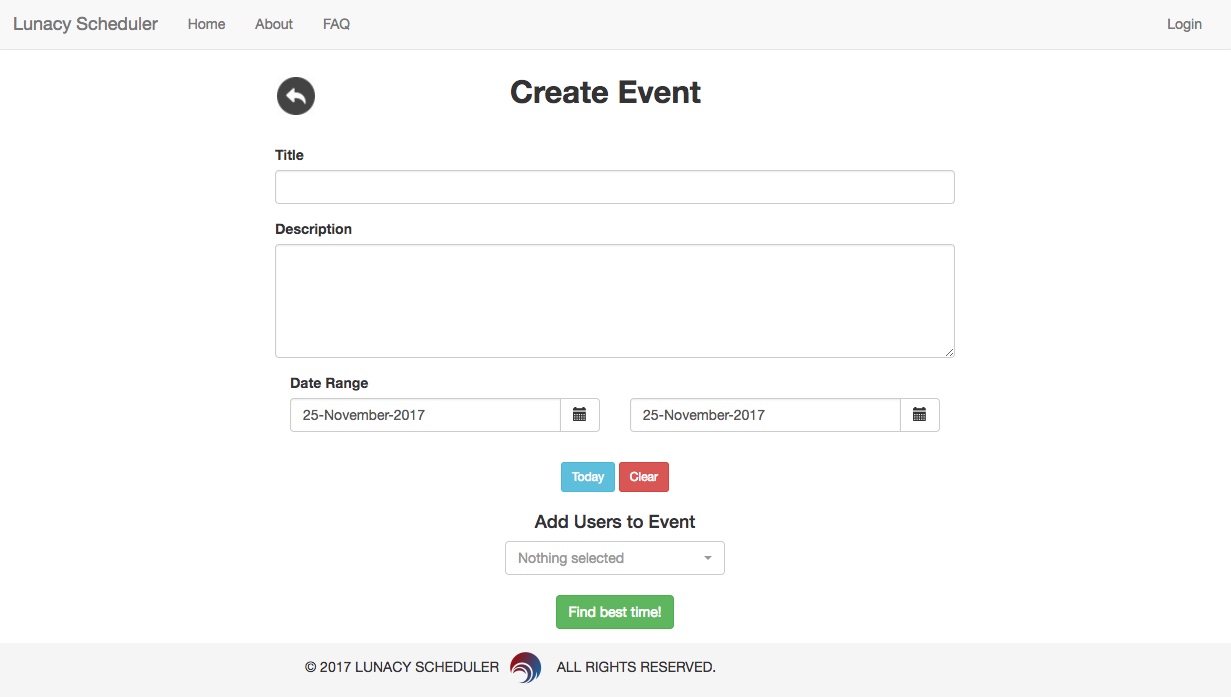 Lunacy Scheduler Home About FAQ Login
Create Event
Title
Description
Date Range
25-November-2017 25-November-2017
Today Clear
Add Users to Event
Nothing selected
Find best time!
© 2017 LUNACY SCHEDULER ALL RIGHTS RESERVED.